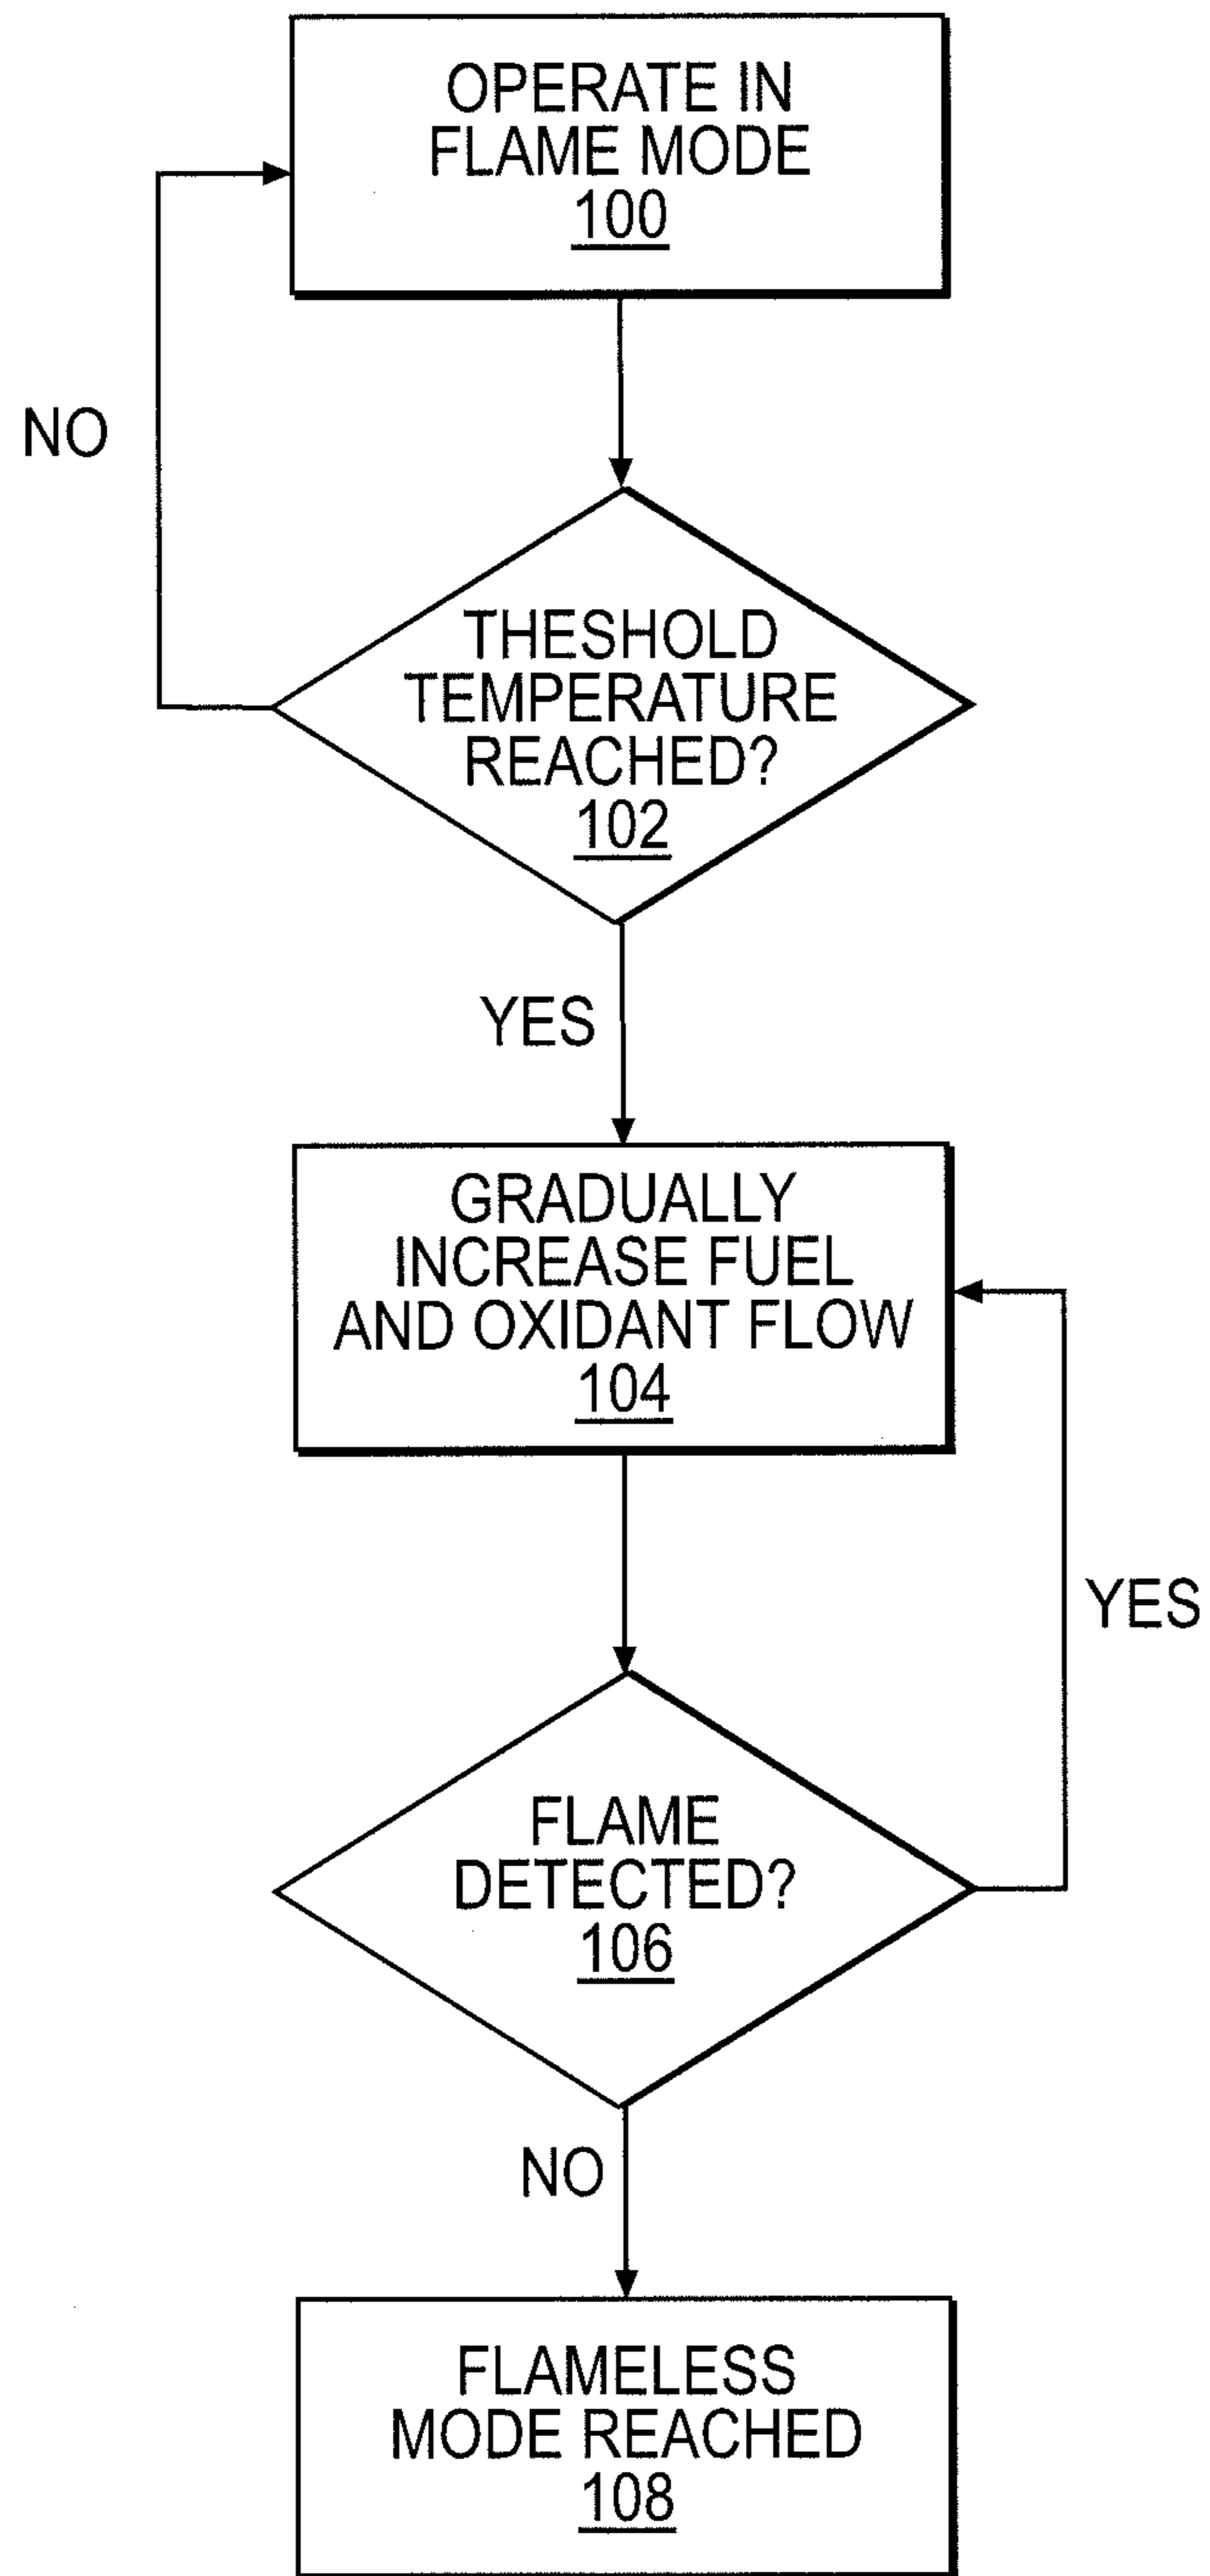 OPERATE IN
FLAME MODE
100
NO
THESHOLD
TEMPERATURE
REACHED?
102
YES
GRADUALLY
INCREASE FUEL
AND OXIDANT FLOW
104
YES
FLAME
DETECTED?
106
NO
FLAMELESS
MODE REACHED
108